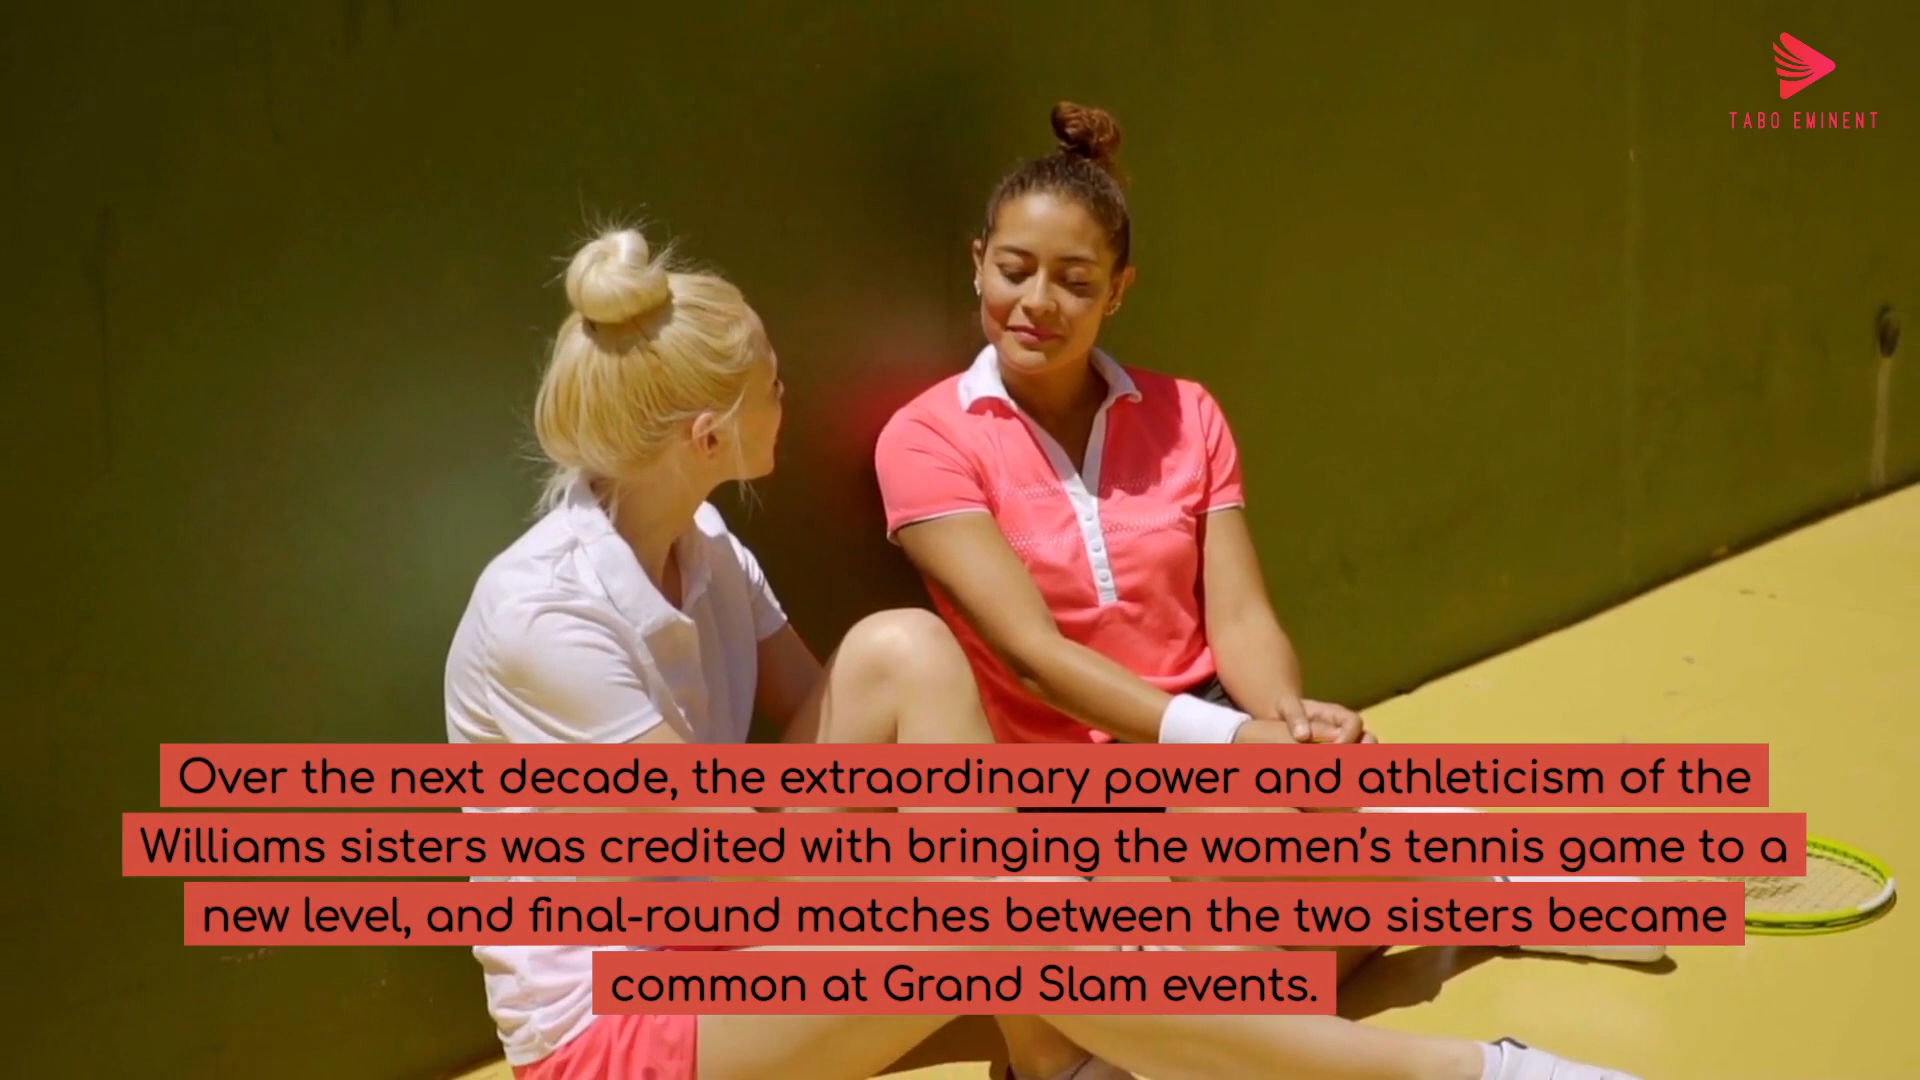 TABO EMINENT
Over the next decade, the extraordinary power and athleticism of the
Williams sisters was credited with bringing the women’s tennis game to a
new level, and final-round matches between the two sisters became
common at Grand Slam events.